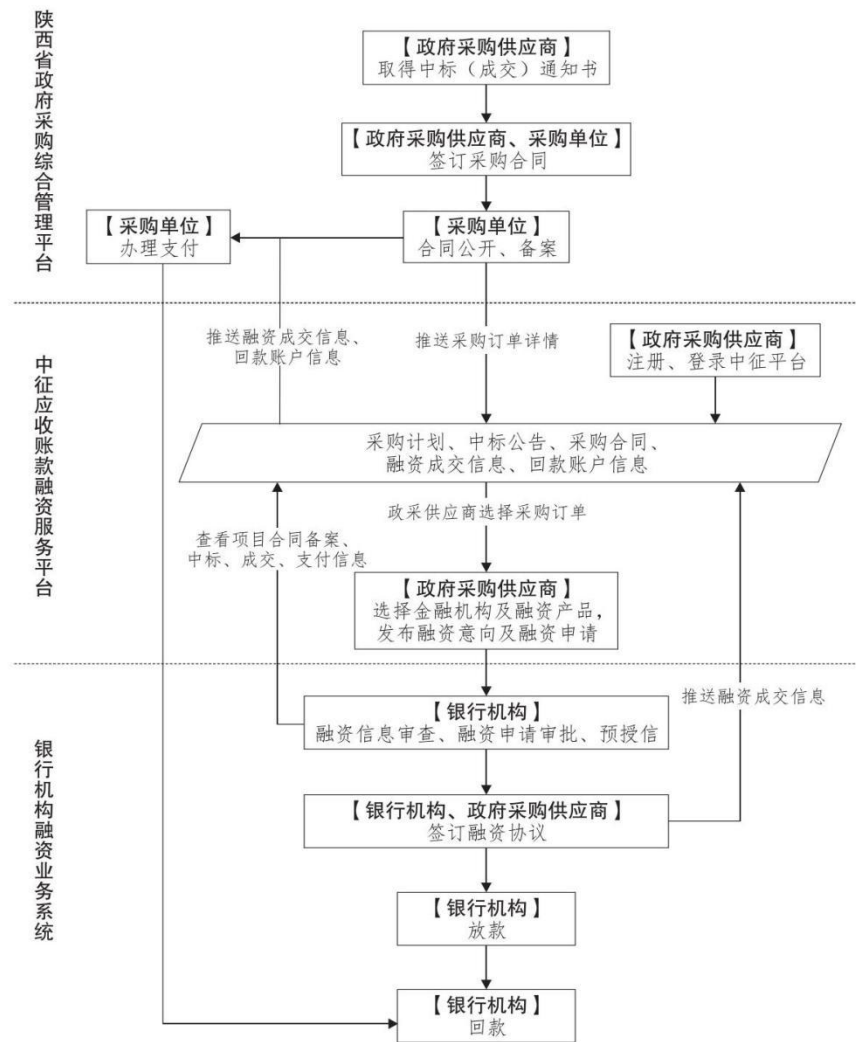 陕西省政府采购综合管理平台
【政府采购供应商】
取得中标（成交）通知书
【政府采购供应商、采购单位】
签订采购合同
【采购单位】
办理支付
【采购单位】
合同公开、备案
中征应收账款融资服务平台
推送融资成交信息、
回款账户信息
推送采购订单详情
【政府采购供应商】
注册、登录中征平台
采购计划、中标公告、采购合同、
融资成交信息、回款账户信息
政采供应商选择采购订单
查看项目合同备案、
中标、成交、支付信息
【政府采购供应商】
选择金融机构及融资产品，
发布融资意向及融资申请
银行机构融资业务系统
推送融资成交信息
【银行机构】
融资信息审查、融资申请审批、预授信
【银行机构、政府采购供应商】
签订融资协议
【银行机构】
放款
【银行机构】
回款